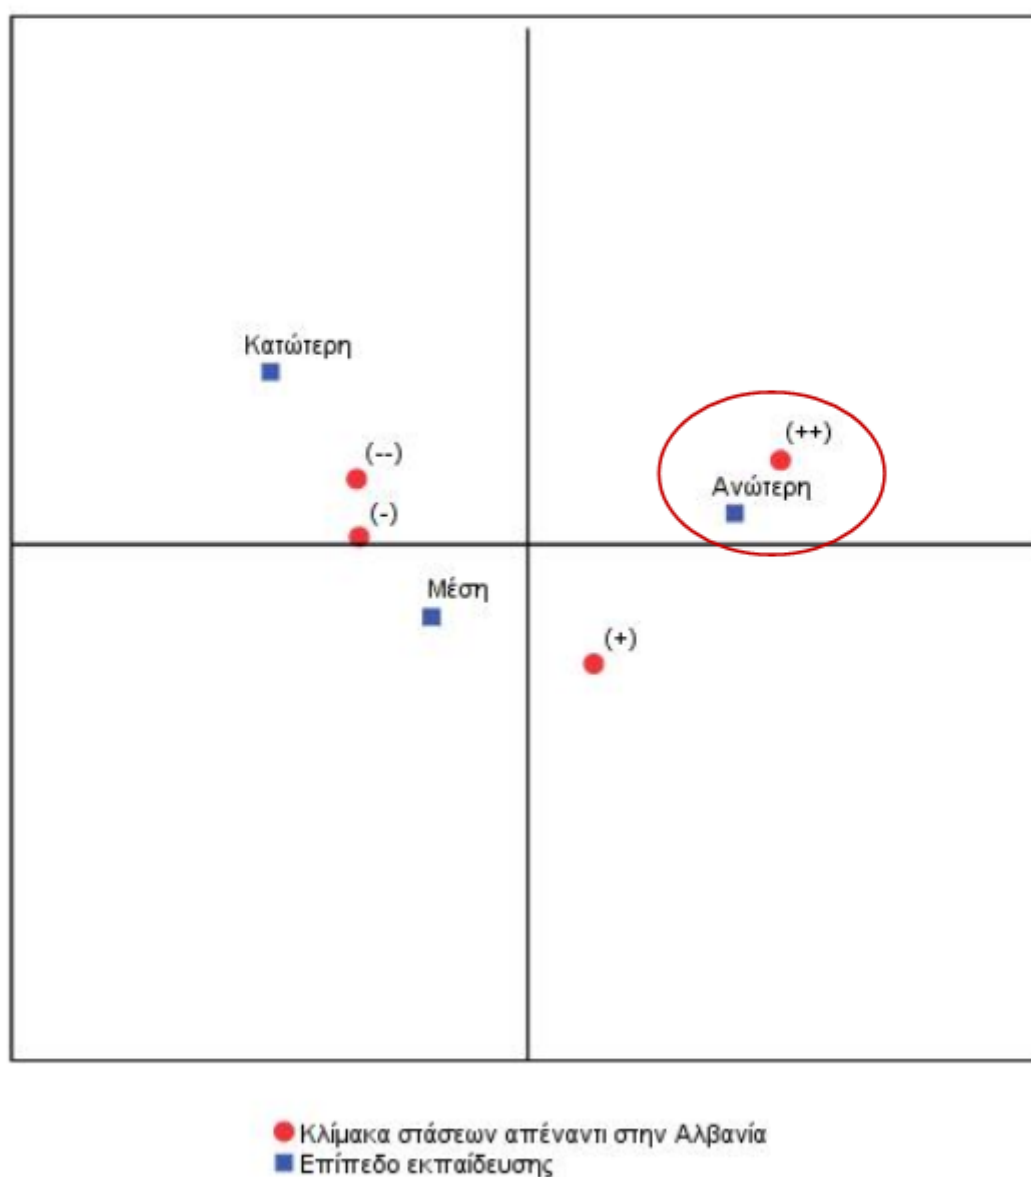 Κατώτερη
(++)
(--)
Ανώτερη
(-)
Μέση
(+)
Κλίμακα στάσεων απέναντι στην Αλβανία
Επίπεδο εκπαίδευσης